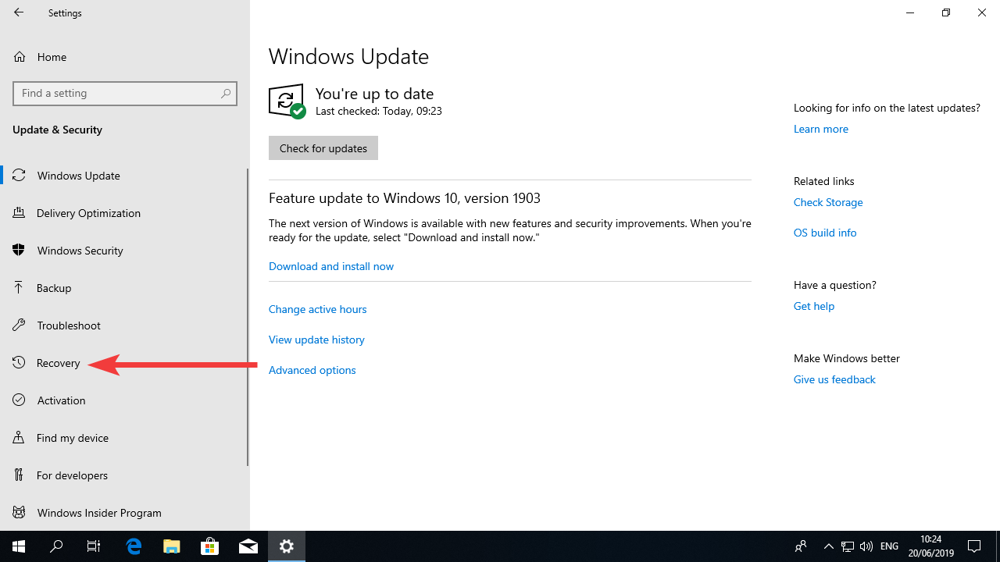 Settings
Home
Find a setting
Update & Security
Windows Update
Delivery Optimization
Windows Security
Backup
Troubleshoot
Recovery
Activation
Find my device
For developers
Windows Insider Program
Windows Update
You're up to date
Last checked: Today, 09:23
Check for updates
Feature update to Windows 10, version 1903
The next version of Windows is available with new features and security improvements. When you're
ready for the update, select "Download and install now."
Download and install now
Change active hours
View update history
Advanced options
Looking for info on the latest updates?
Learn more
Related links
Check Storage
OS build info
Have a question?
Get help
Make Windows better
Give us feedback
ENG
10:24
20/06/2019